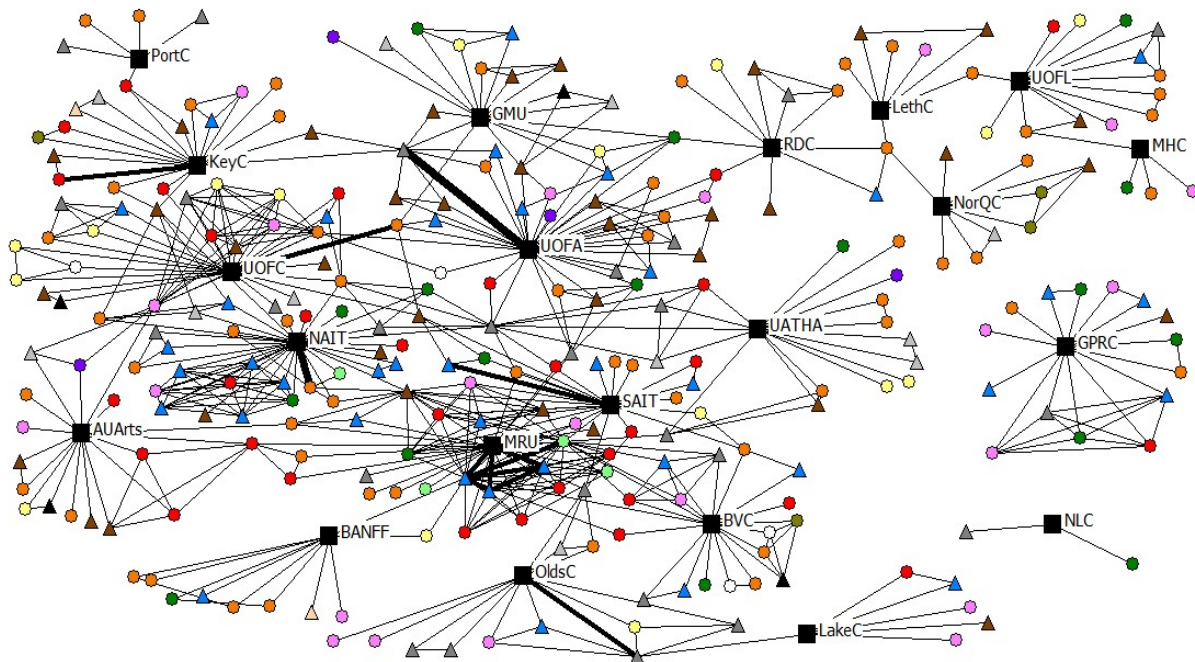 PortC
UOFL
GMU
LethC
RDC
MHC
KeyC
NorQC
UOFA
UOFC
UATHA
NAIT
GPRC
SAIT
AUArts
MRU
BVC
NLC
BANFF
OldsC
LakeC